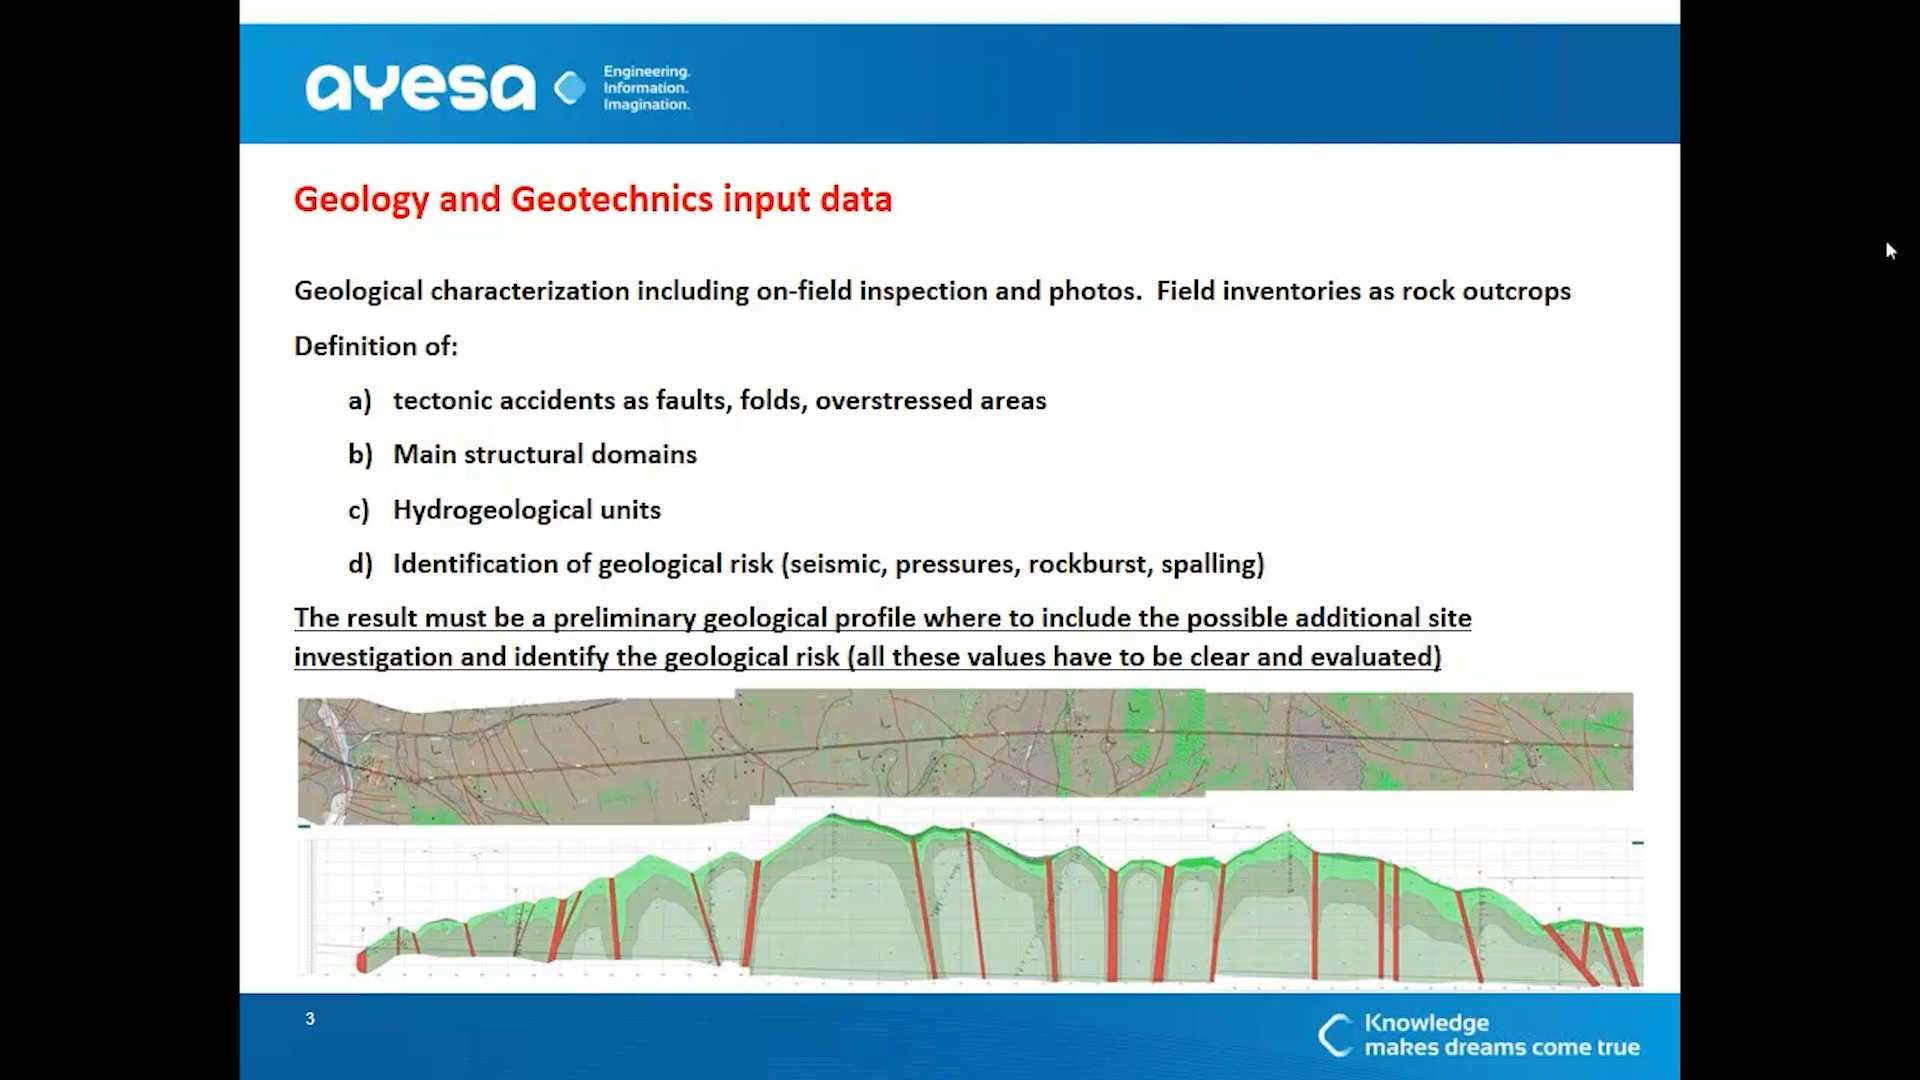 ayesa
Engineering.
Information.
Imagination.
Geology and Geotechnics input data
Geological characterization including on-field inspection and photos.  Field inventories as rock outcrops
Definition of:
a) tectonic accidents as faults, folds, overstressed areas
b) Main structural domains
c) Hydrogeological units
d) Identification of geological risk (seismic, pressures, rockburst, spalling)
The result must be a preliminary geological profile where to include the possible additional site
investigation and identify the geological risk (all these values have to be clear and evaluated)
3
Knowledge
makes dreams come true